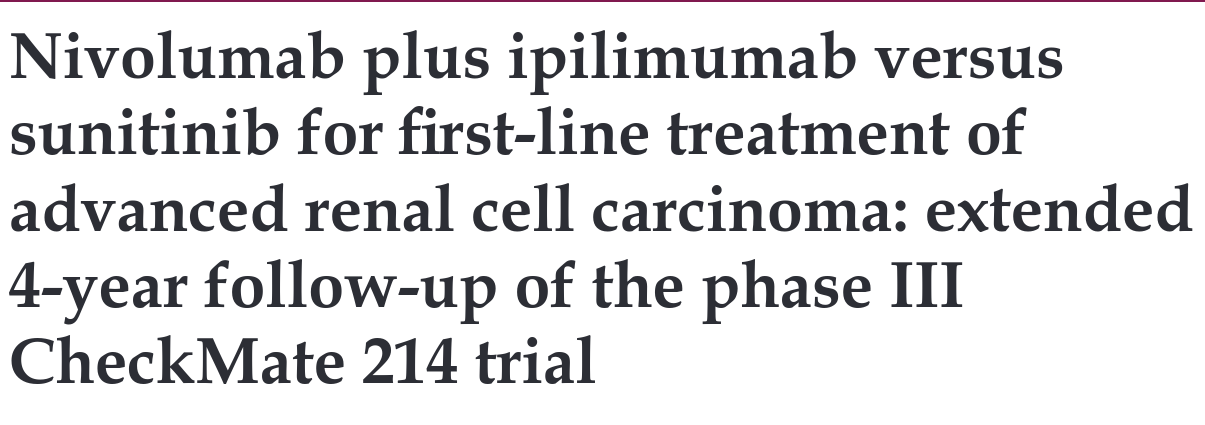 Nivolumab plus ipilimumab versus
sunitinib for first-line treatment of
advanced renal cell carcinoma: extended
4-year follow-up of the phase III
CheckMate 214 trial